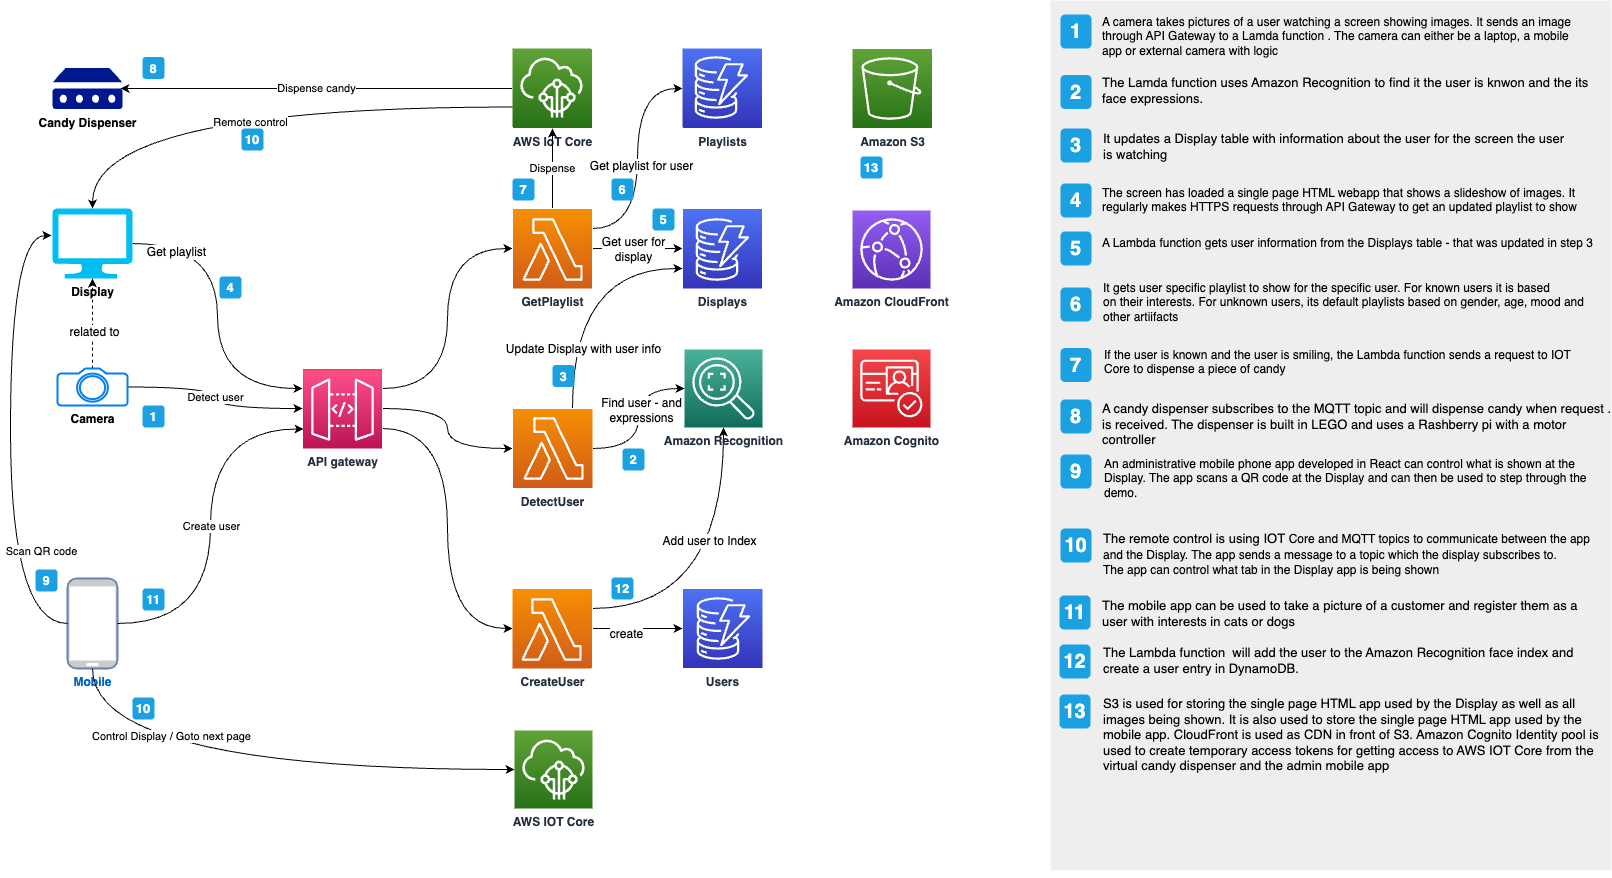 8
Dispense candy
Candy Dispenser
Remote control
10
AWS IoT Core
Playlists
Amazon S3
13
Dispense
Get playlist for user
7
6
5
Get playlist
4
Get user for
display
Display
GetPlaylist
Displays
Amazon CloudFront
related to
Update Display with user info
3
Detect user
1
Camera
Find user - and
expressions
2
Amazon Recognition
Amazon Cognito
API gateway
DetectUser
Create user
Add user to Index
Scan QR code
9
11
12
create
Mobile
CreateUser
Users
10
Control Display / Goto next page
AWS IOT Core
1
A camera takes pictures of a user watching a screen showing images. It sends an image
through API Gateway to a Lamda function . The camera can either be a laptop, a mobile
app or external camera with logic
2
The Lamda function uses Amazon Recognition to find it the user is knwon and the its
face expressions.
3
It updates a Display table with information about the user for the screen the user
is watching
4
The screen has loaded a single page HTML webapp that shows a slideshow of images. It
regularly makes HTTPS requests through API Gateway to get an updated playlist to show
5
A Lambda function gets user information from the Displays table - that was updated in step 3
6
It gets user specific playlist to show for the specific user. For known users it is based
on their interests. For unknown users, its default playlists based on gender, age, mood and
other artiifacts
7
If the user is known and the user is smiling, the Lambda function sends a request to IOT
Core to dispense a piece of candy
8
A candy dispenser subscribes to the MQTT topic and will dispense candy when request .
is received. The dispenser is built in LEGO and uses a Rashberry pi with a motor
controller
9
An administrative mobile phone app developed in React can control what is shown at the
Display. The app scans a QR code at the Display and can then be used to step through the
demo.
10
The remote control is using IOT Core and MQTT topics to communicate between the app
and the Display. The app sends a message to a topic which the display subscribes to.
The app can control what tab in the Display app is being shown
11
The mobile app can be used to take a picture of a customer and register them as a
user with interests in cats or dogs
12
The Lambda function  will add the user to the Amazon Recognition face index and
create a user entry in DynamoDB.
13
S3 is used for storing the single page HTML app used by the Display as well as all
images being shown. It is also used to store the single page HTML app used by the
mobile app. CloudFront is used as CDN in front of S3. Amazon Cognito Identity pool is
used to create temporary access tokens for getting access to AWS IOT Core from the
virtual candy dispenser and the admin mobile app